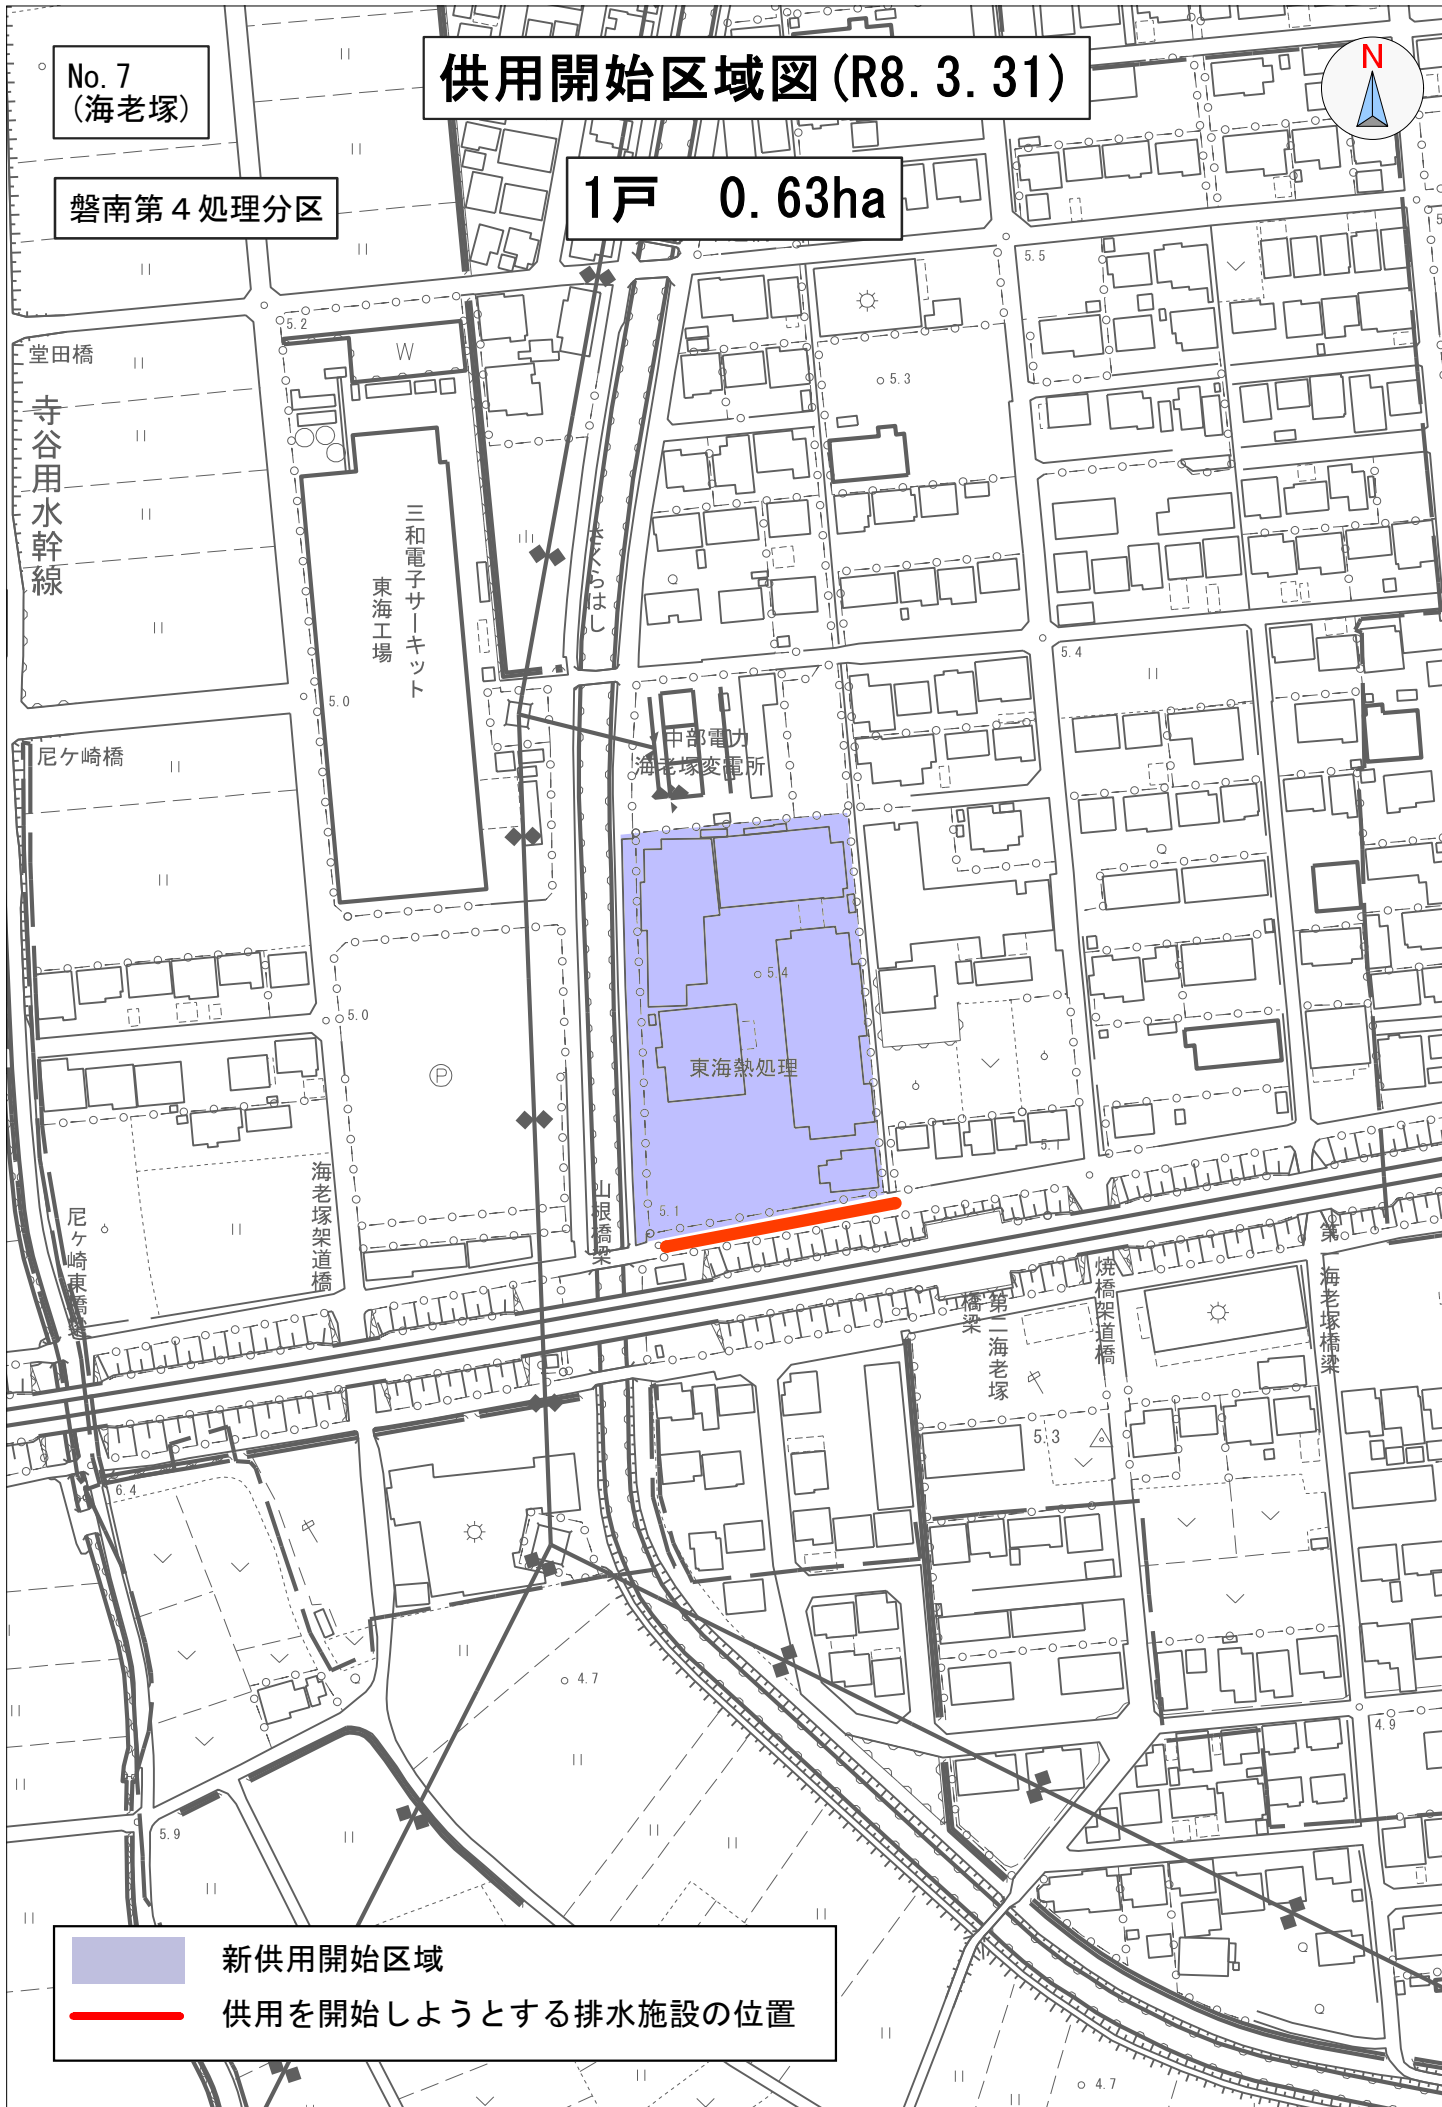 No.7
(海老塚)
供用開始区域図(R8.3.31)
N
磐南第４処理分区
1戸　0.63ha
5.5
5.2
堂田橋
W
5.3
寺谷用水幹線
三和電子サーキット
東海工場
さくらはし
5.4
5.0
中部電力
海老塚変電所
尼ケ崎橋
5.4
5.0
東海熱処理
P
5.1
海老塚架道橋
山根橋梁
5.1
尼ヶ崎東橋梁
第一海老塚橋梁
焼橋架道橋
第二海老塚
橋梁
5.3
6.4
4.7
4.9
5.9
4.7
新供用開始区域
供用を開始しようとする排水施設の位置